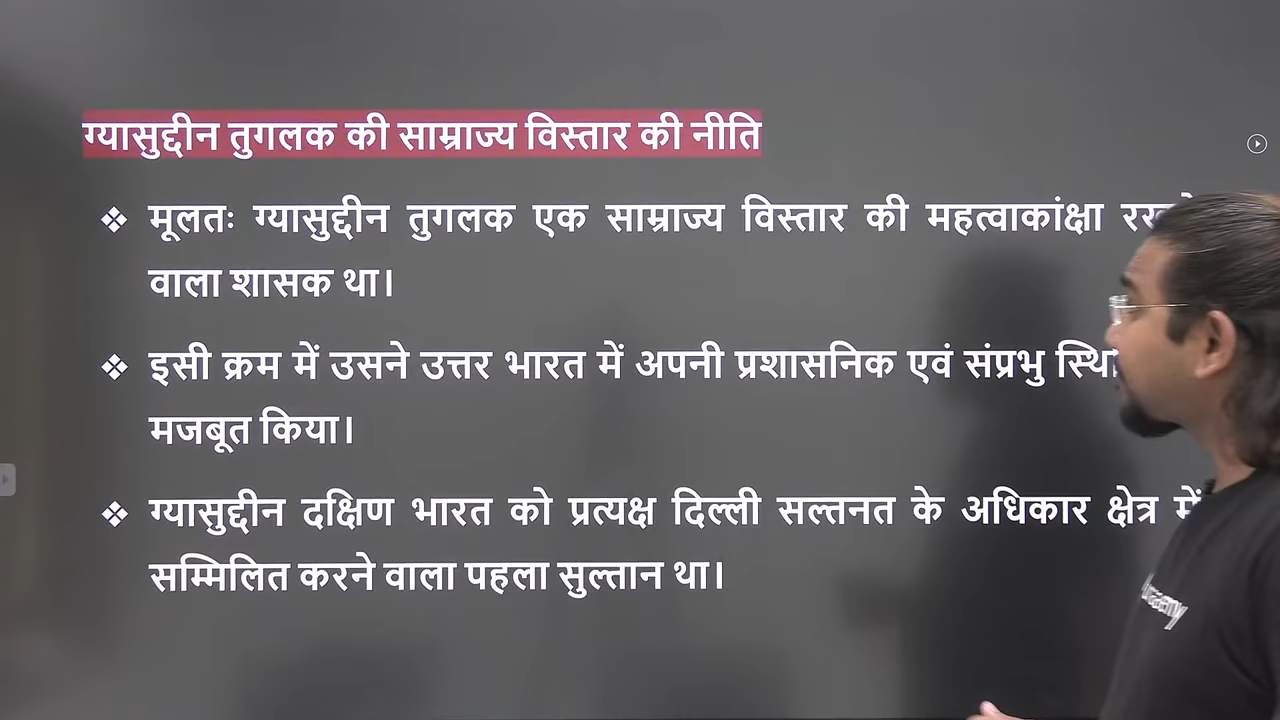 ग्यासुद्दीन तुगलक की साम्राज्य विस्तार की नीति
❖ मूलतः ग्यासुद्दीन तुगलक एक साम्राज्य विस्तार की महत्वाकांक्षा
वाला शासक था।
❖ इसी क्रम में उसने उत्तर भारत में अपनी प्रशासनिक एवं संप्रभु
मजबूत किया।
❖ ग्यासुद्दीन दक्षिण भारत को प्रत्यक्ष दिल्ली सल्तनत के अधिकार क्षेत्र में
सम्मिलित करने वाला पहला सुल्तान था।